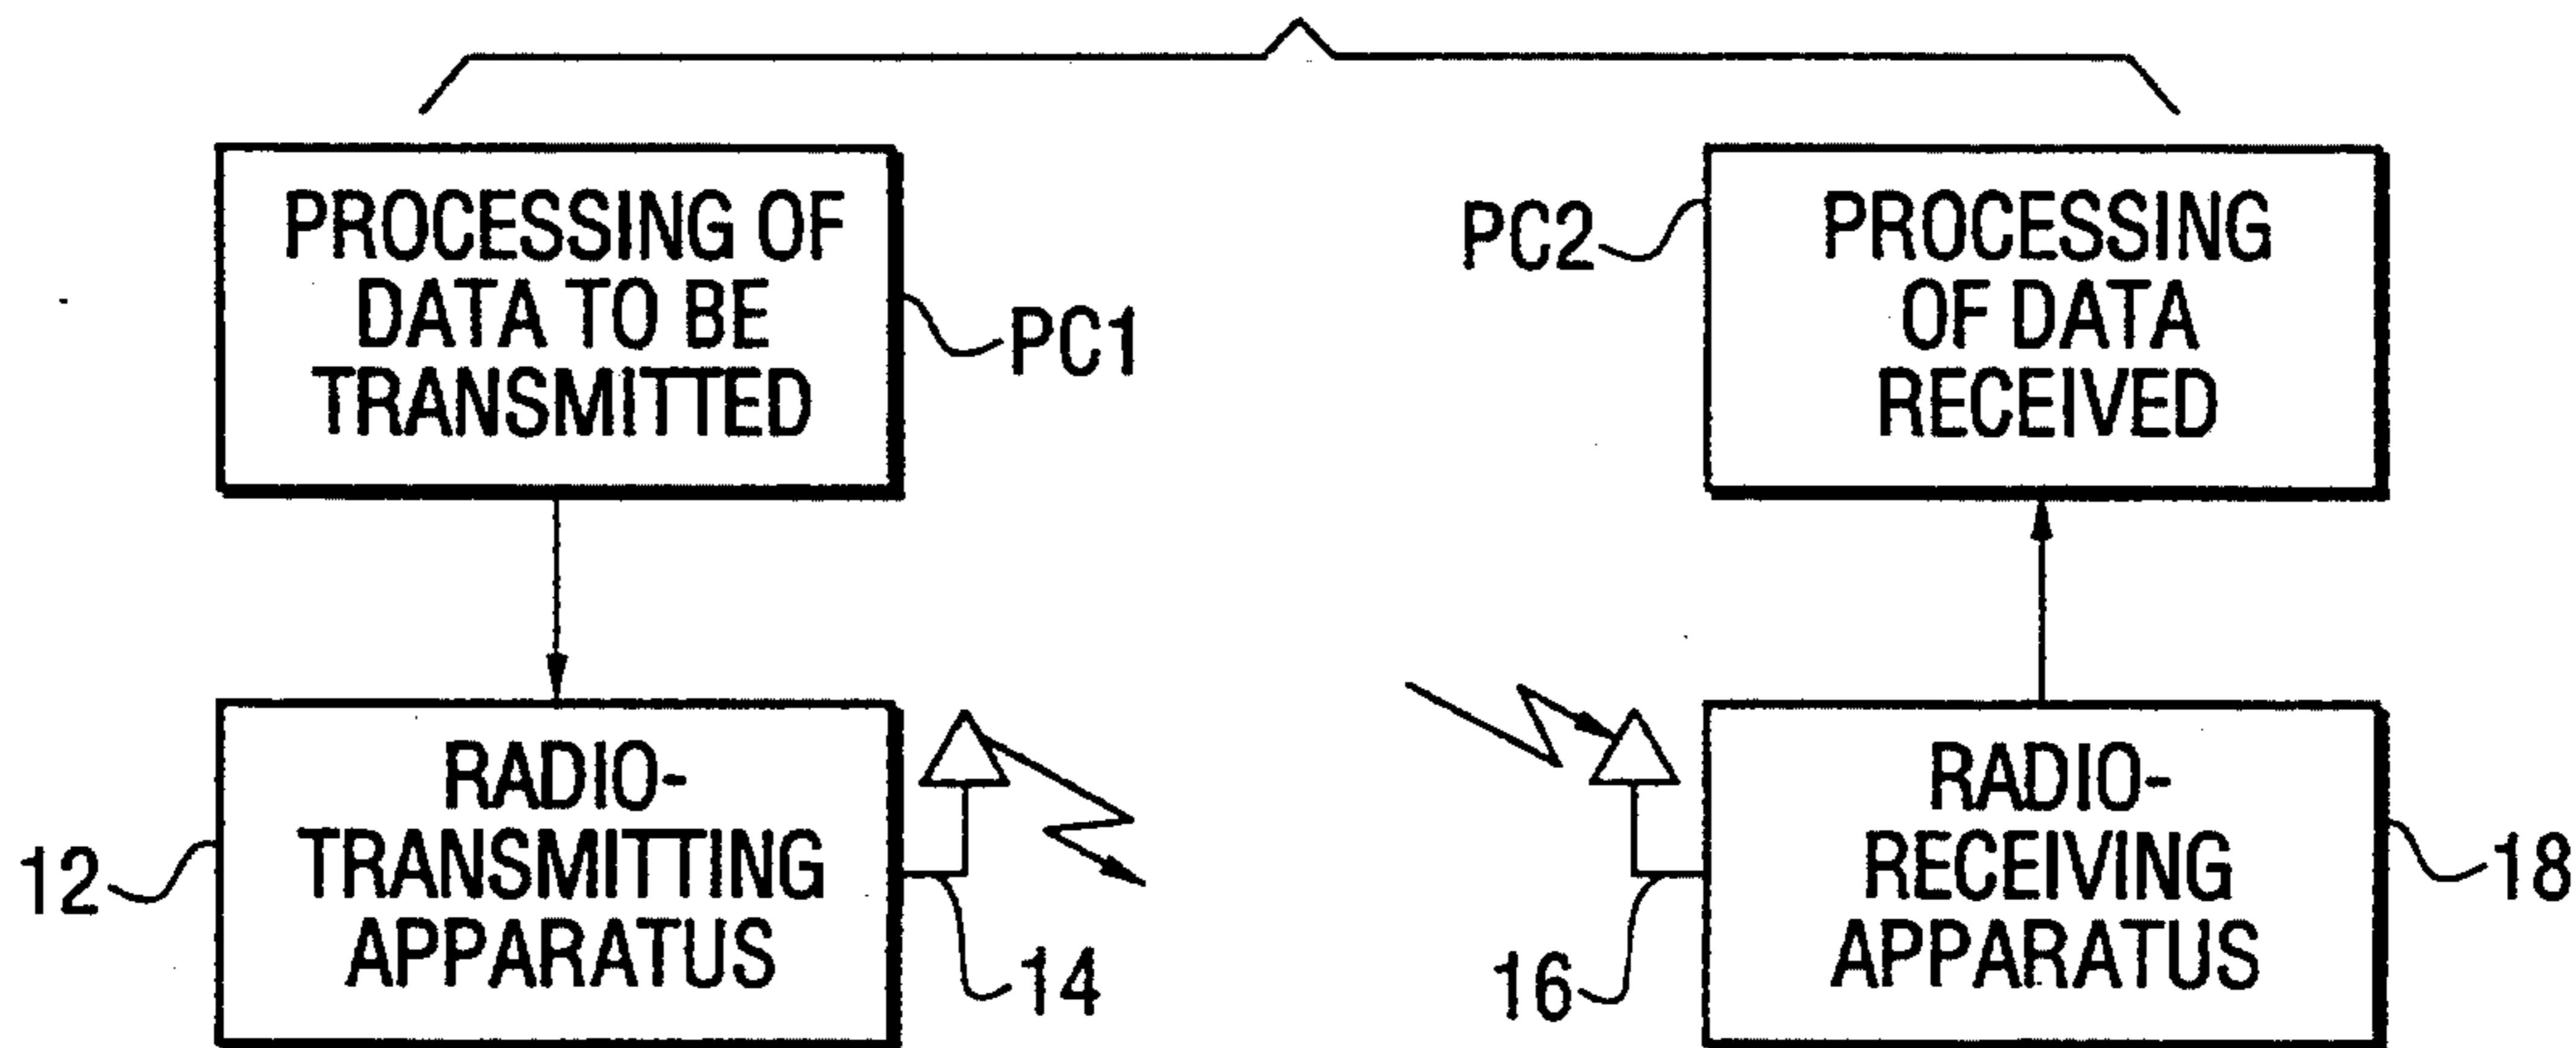 PROCESSING OF
DATA TO BE
TRANSMITTED
PC1
PC2
PROCESSING
OF DATA
RECEIVED
12
RADIO-
TRANSMITTING
APPARATUS
14
16
RADIO-
RECEIVING
APPARATUS
18